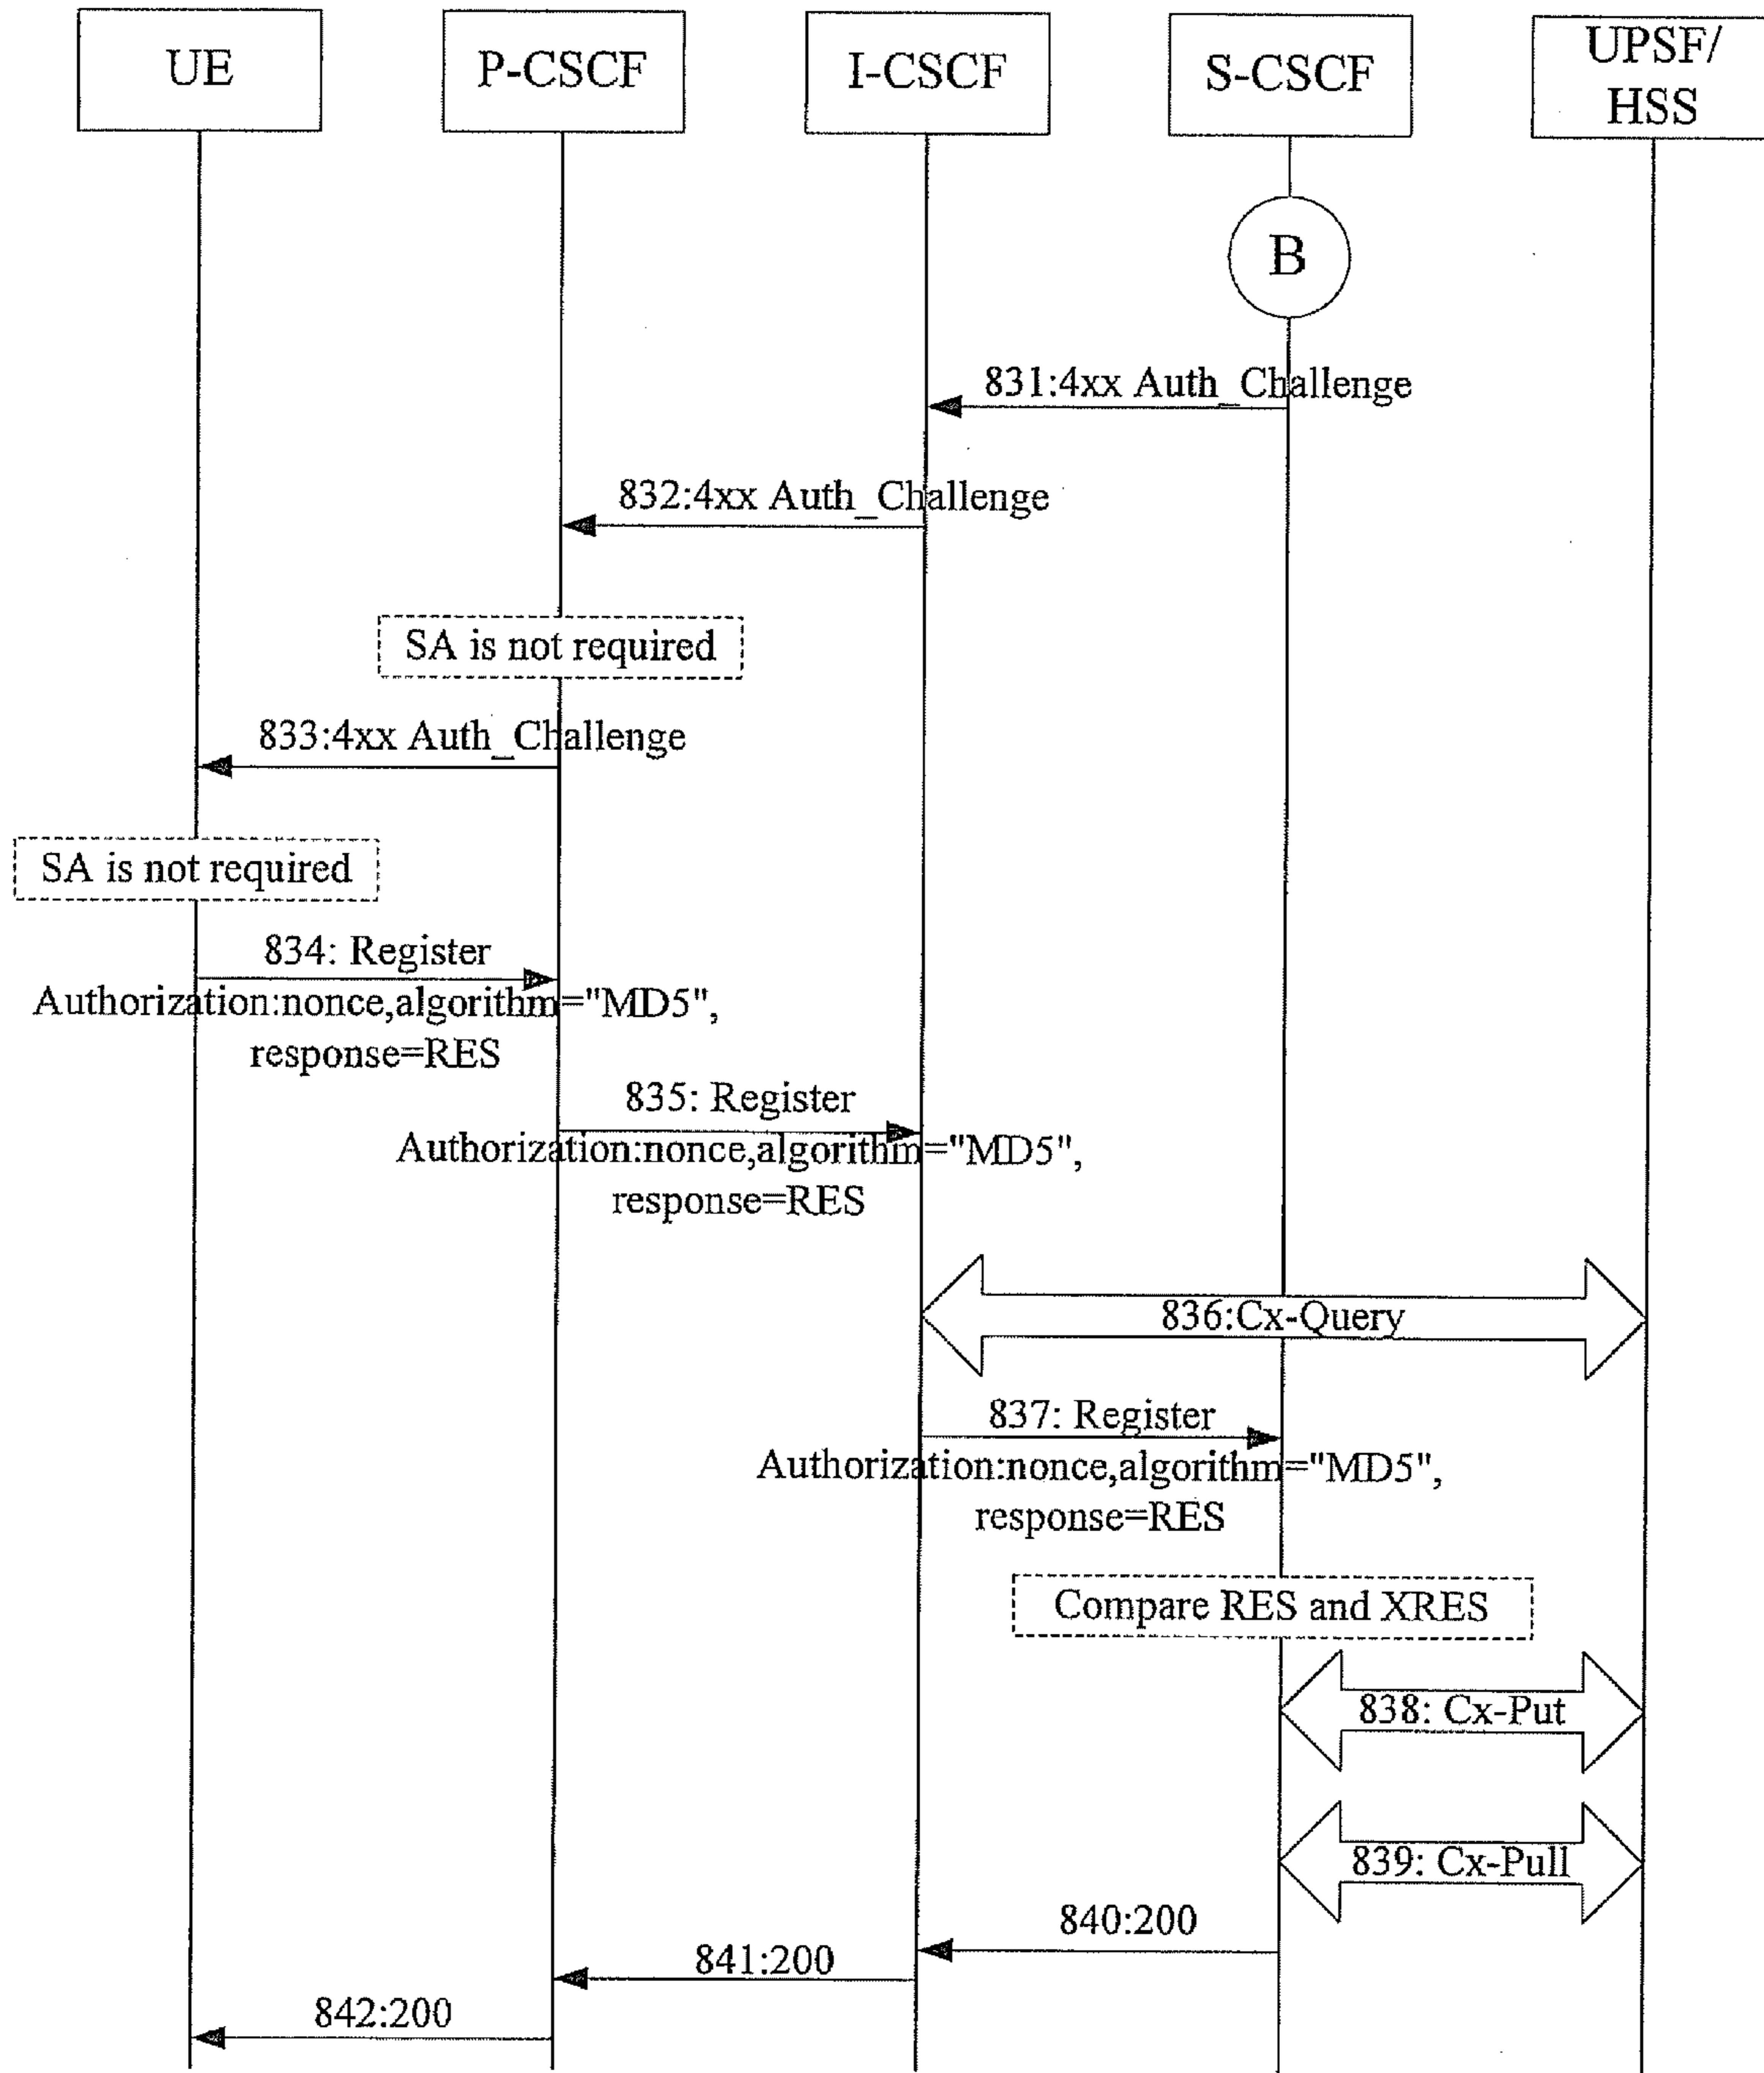 UE
P-CSCF
I-CSCF
S-CSCF
UPSF/
HSS
B
831:4xx Auth_Challenge
832:4xx Auth_Challenge
SA is not required
833:4xx Auth_Challenge
SA is not required
834: Register
Authorization:nonce,algorithm="MD5",
response=RES
835: Register
Authorization:nonce,algorithm="MD5",
response=RES
836:Cx-Query
837: Register
Authorization:nonce,algorithm="MD5",
response=RES
Compare RES and XRES
838: Cx-Put
839: Cx-Pull
840:200
841:200
842:200